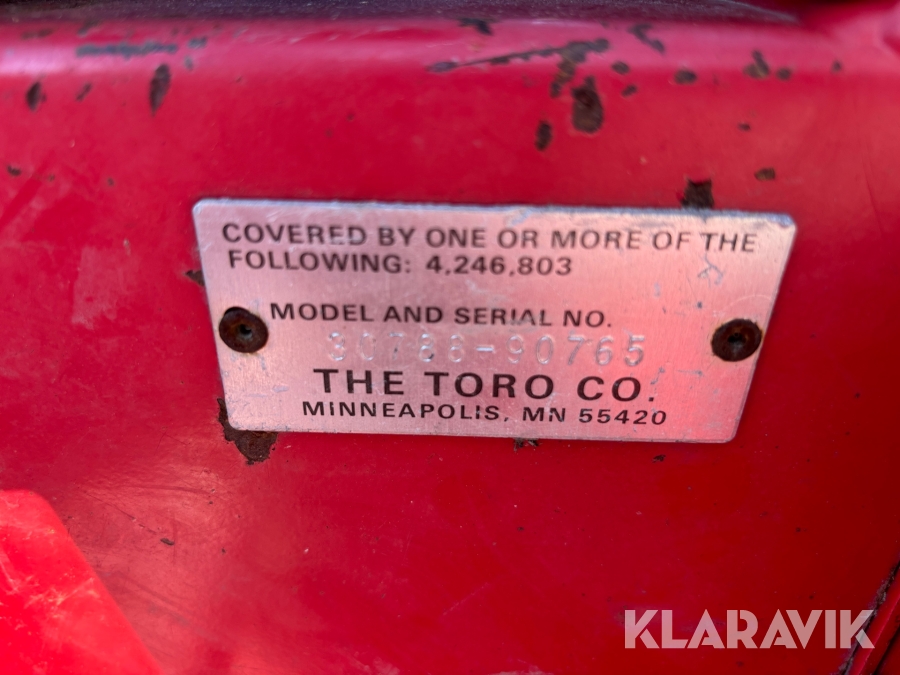 COVERED BY ONE OR MORE OF THE
FOLLOWING: 4,246,803
MODEL AND SERIAL NO.
30788-90765
THE TORO CO.
MINNEAPOLIS, MN 55420
KLARAVIK